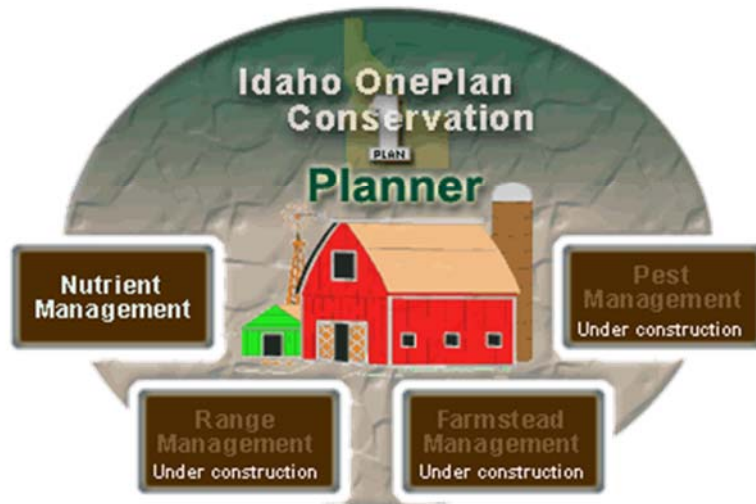 Idaho OnePlan
Conservation
1
PLAN
Planner
Nutrient
Management
Pest
Management
Under construction
Range
Management
Under construction
Farmstead
Management
Under construction